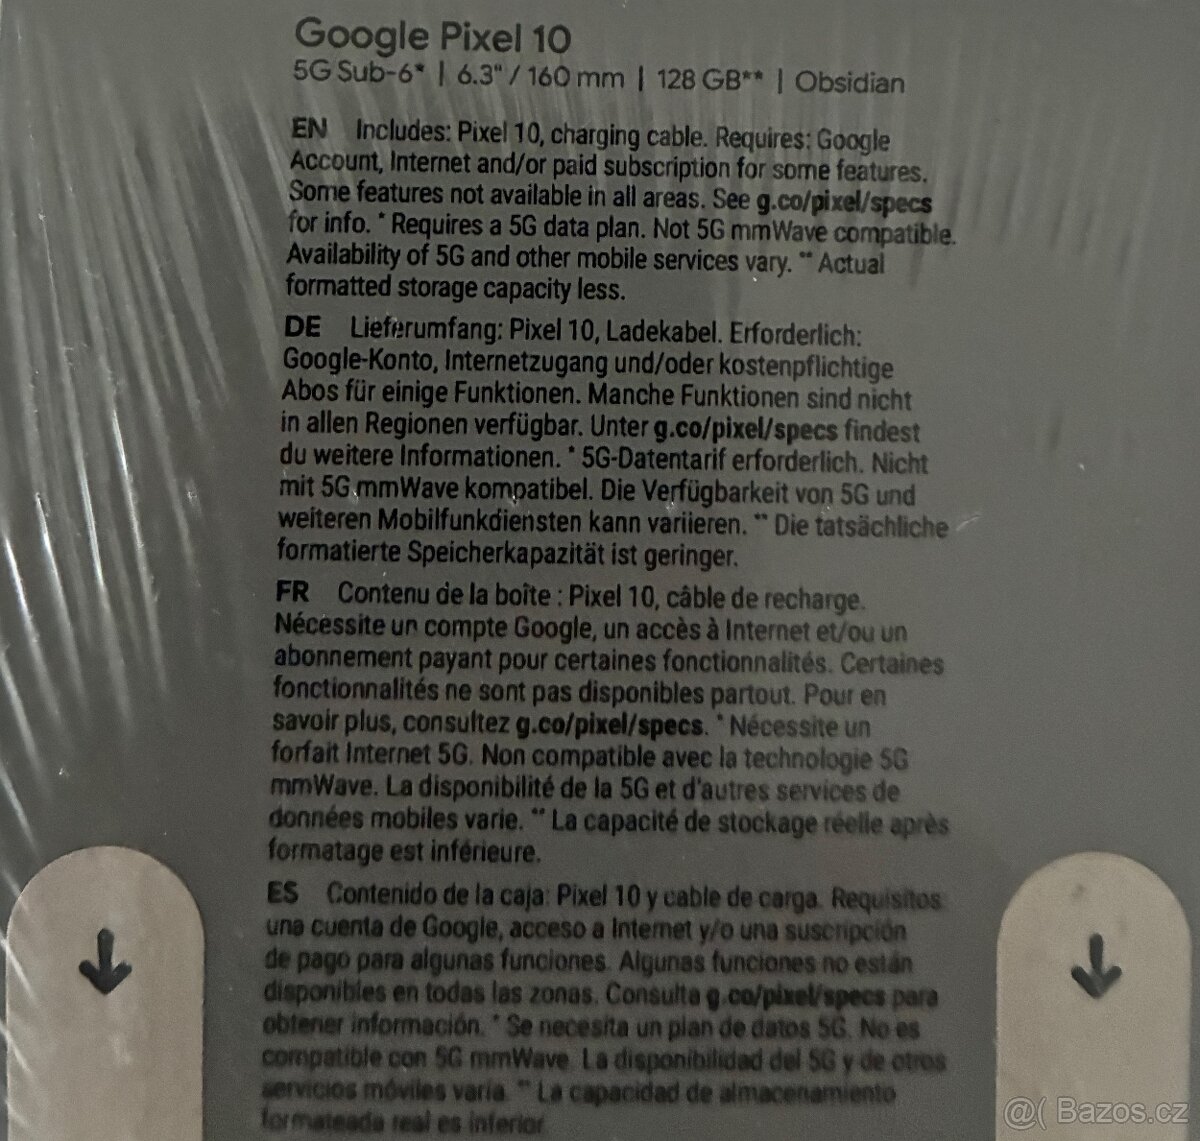 Google Pixel 10
5G Sub-6* | 6.3" / 160 mm | 128 GB** | Obsidian
EN Includes: Pixel 10, charging cable. Requires: Google
Account, Internet and/or paid subscription for some features.
Some features not available in all areas. See g.co/pixel/specs
for info. * Requires a 5G data plan. Not 5G mmWave compatible.
Availability of 5G and other mobile services vary. ** Actual
formatted storage capacity less.
DE Lieferumfang: Pixel 10, Ladekabel. Erforderlich:
Google-Konto, Internetzugang und/oder kostenpflichtige
Abos für einige Funktionen. Manche Funktionen sind nicht
in allen Regionen verfügbar. Unter g.co/pixel/specs findest
du weitere Informationen. * 5G-Datentarif erforderlich. Nicht
mit 5G mmWave kompatibel. Die Verfügbarkeit von 5G und
weiteren Mobilfunkdiensten kann variieren. ** Die tatsächliche
formatierte Speicherkapazität ist geringer.
FR Contenu de la boîte : Pixel 10, câble de recharge.
Nécessite un compte Google, un accès à Internet et/ou un
abonnement payant pour certaines fonctionnalités. Certaines
fonctionnalités ne sont pas disponibles partout. Pour en
savoir plus, consultez g.co/pixel/specs. * Nécessite un
forfait Internet 5G. Non compatible avec la technologie 5G
mmWave. La disponibilité de la 5G et d'autres services de
données mobiles varie. ** La capacité de stockage réelle après
formatage est inférieure.
ES Contenido de la caja: Pixel 10 y cable de carga. Requisitos:
una cuenta de Google, acceso a Internet y/o una suscripción
de pago para algunas funciones. Algunas funciones no están
disponibles en todas las zonas. Consulta g.co/pixel/specs para
obtener información. * Se necesita un plan de datos 5G. No es
compatible con 5G mmWave. La disponibilidad del 5G y de otros
servicios móviles varía. ** La capacidad de almacenamiento
formateada real es inferior.
@( Bazos.cz